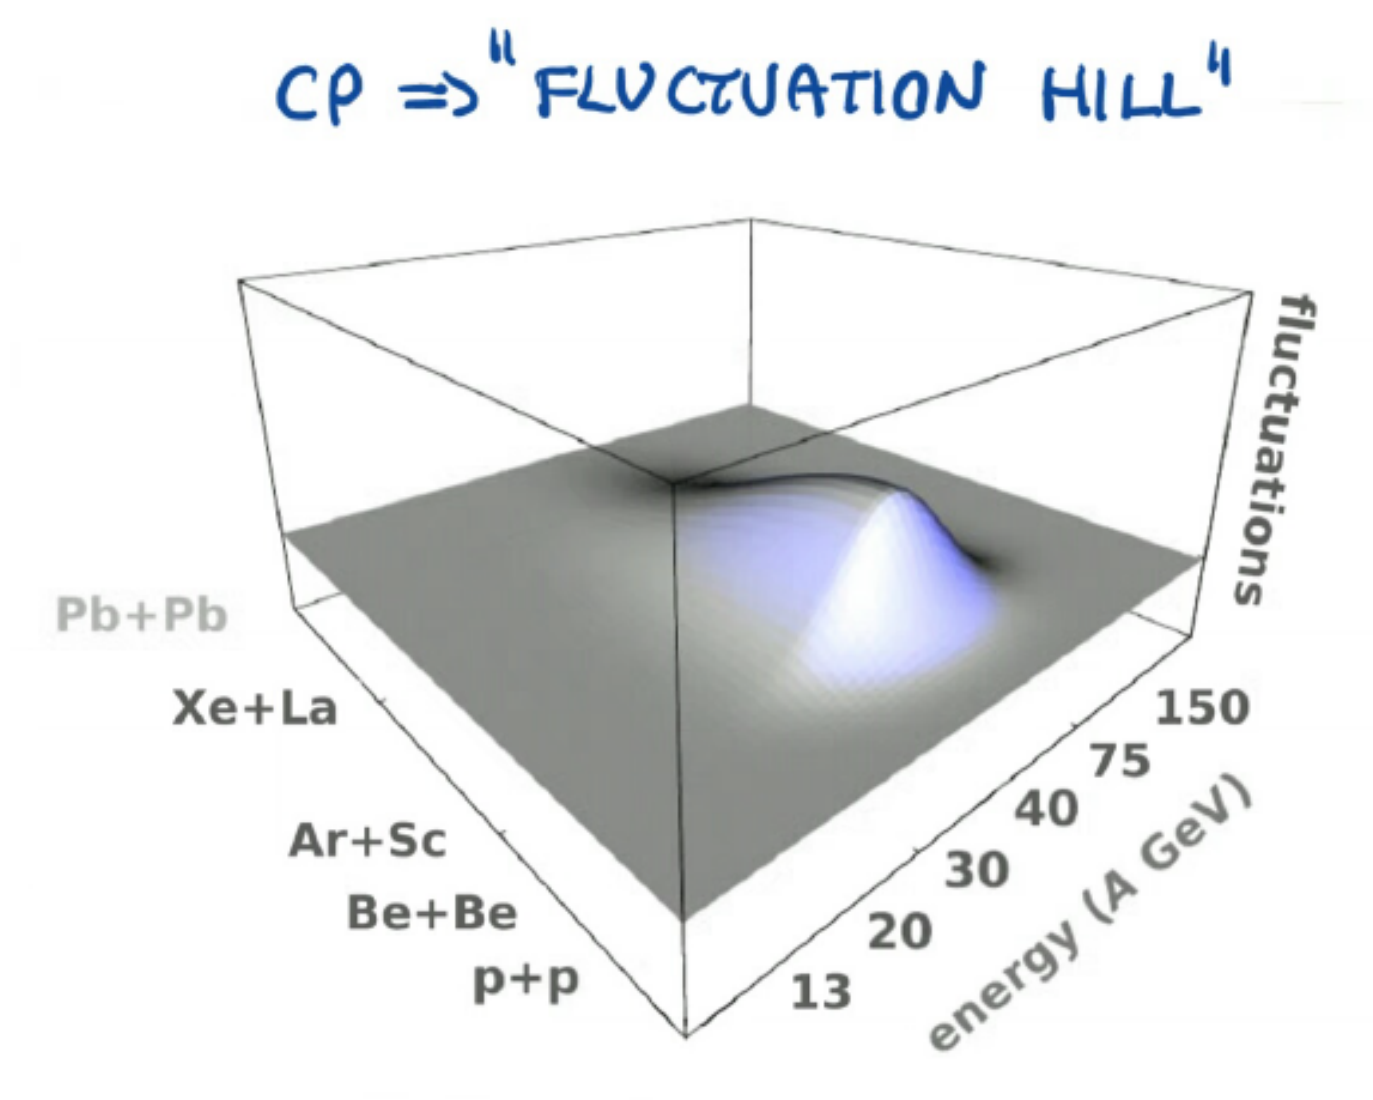 CP => "FLUCTUATION HILL"
fluctuations
Pb+Pb
Xe+La
Ar+Sc
Be+Be
p+p
150
75
40
30
20
13
energy (A GeV)